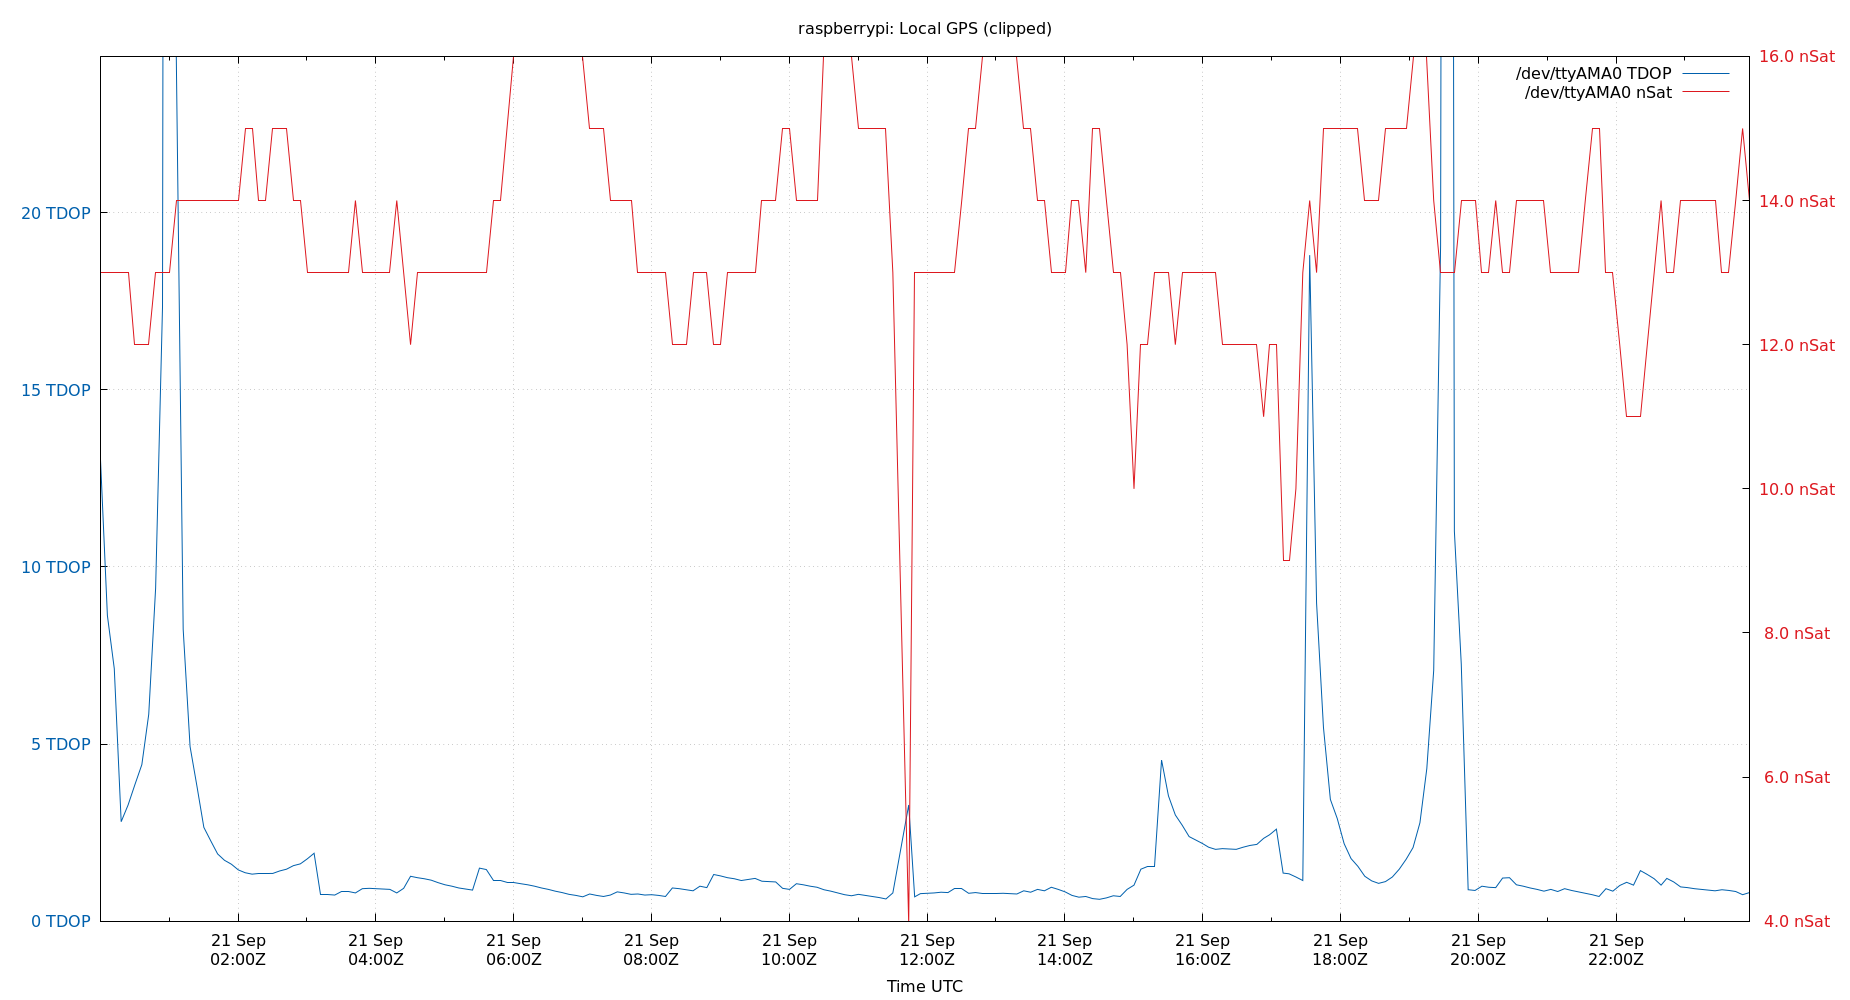 raspberrypi: Local GPS (clipped)
/dev/ttyAMA0 TDOP
/dev/ttyAMA0 nSat
20 TDOP
15 TDOP
10 TDOP
5 TDOP
0 TDOP
16.0 nSat
14.0 nSat
12.0 nSat
10.0 nSat
8.0 nSat
6.0 nSat
4.0 nSat
21 Sep
02:00Z
21 Sep
04:00Z
21 Sep
06:00Z
21 Sep
08:00Z
21 Sep
10:00Z
21 Sep
12:00Z
21 Sep
14:00Z
21 Sep
16:00Z
21 Sep
18:00Z
21 Sep
20:00Z
21 Sep
22:00Z
Time UTC